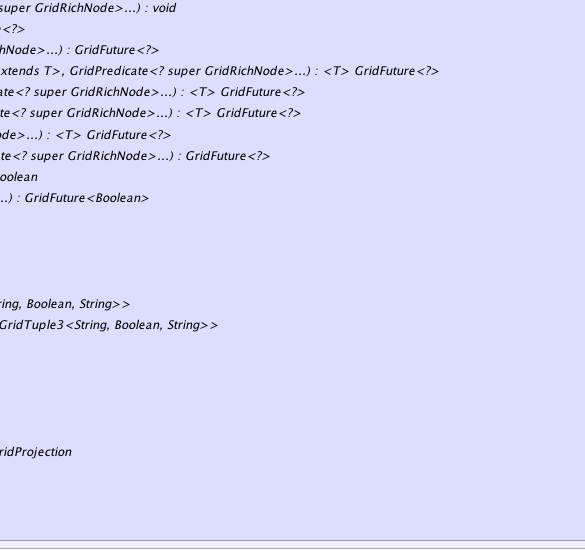 super GridRichNode>...) : void
<?>
hNode>...) : GridFuture<?>
xtends T>, GridPredicate<? super GridRichNode>...) : <T> GridFuture<?>
ate<? super GridRichNode>...) : <T> GridFuture<?>
te<? super GridRichNode>...) : <T> GridFuture<?>
ode>...) : <T> GridFuture<?>
te<? super GridRichNode>...) : GridFuture<?>
oolean
..) : GridFuture<Boolean>
ring, Boolean, String>>
GridTuple3<String, Boolean, String>>
ridProjection